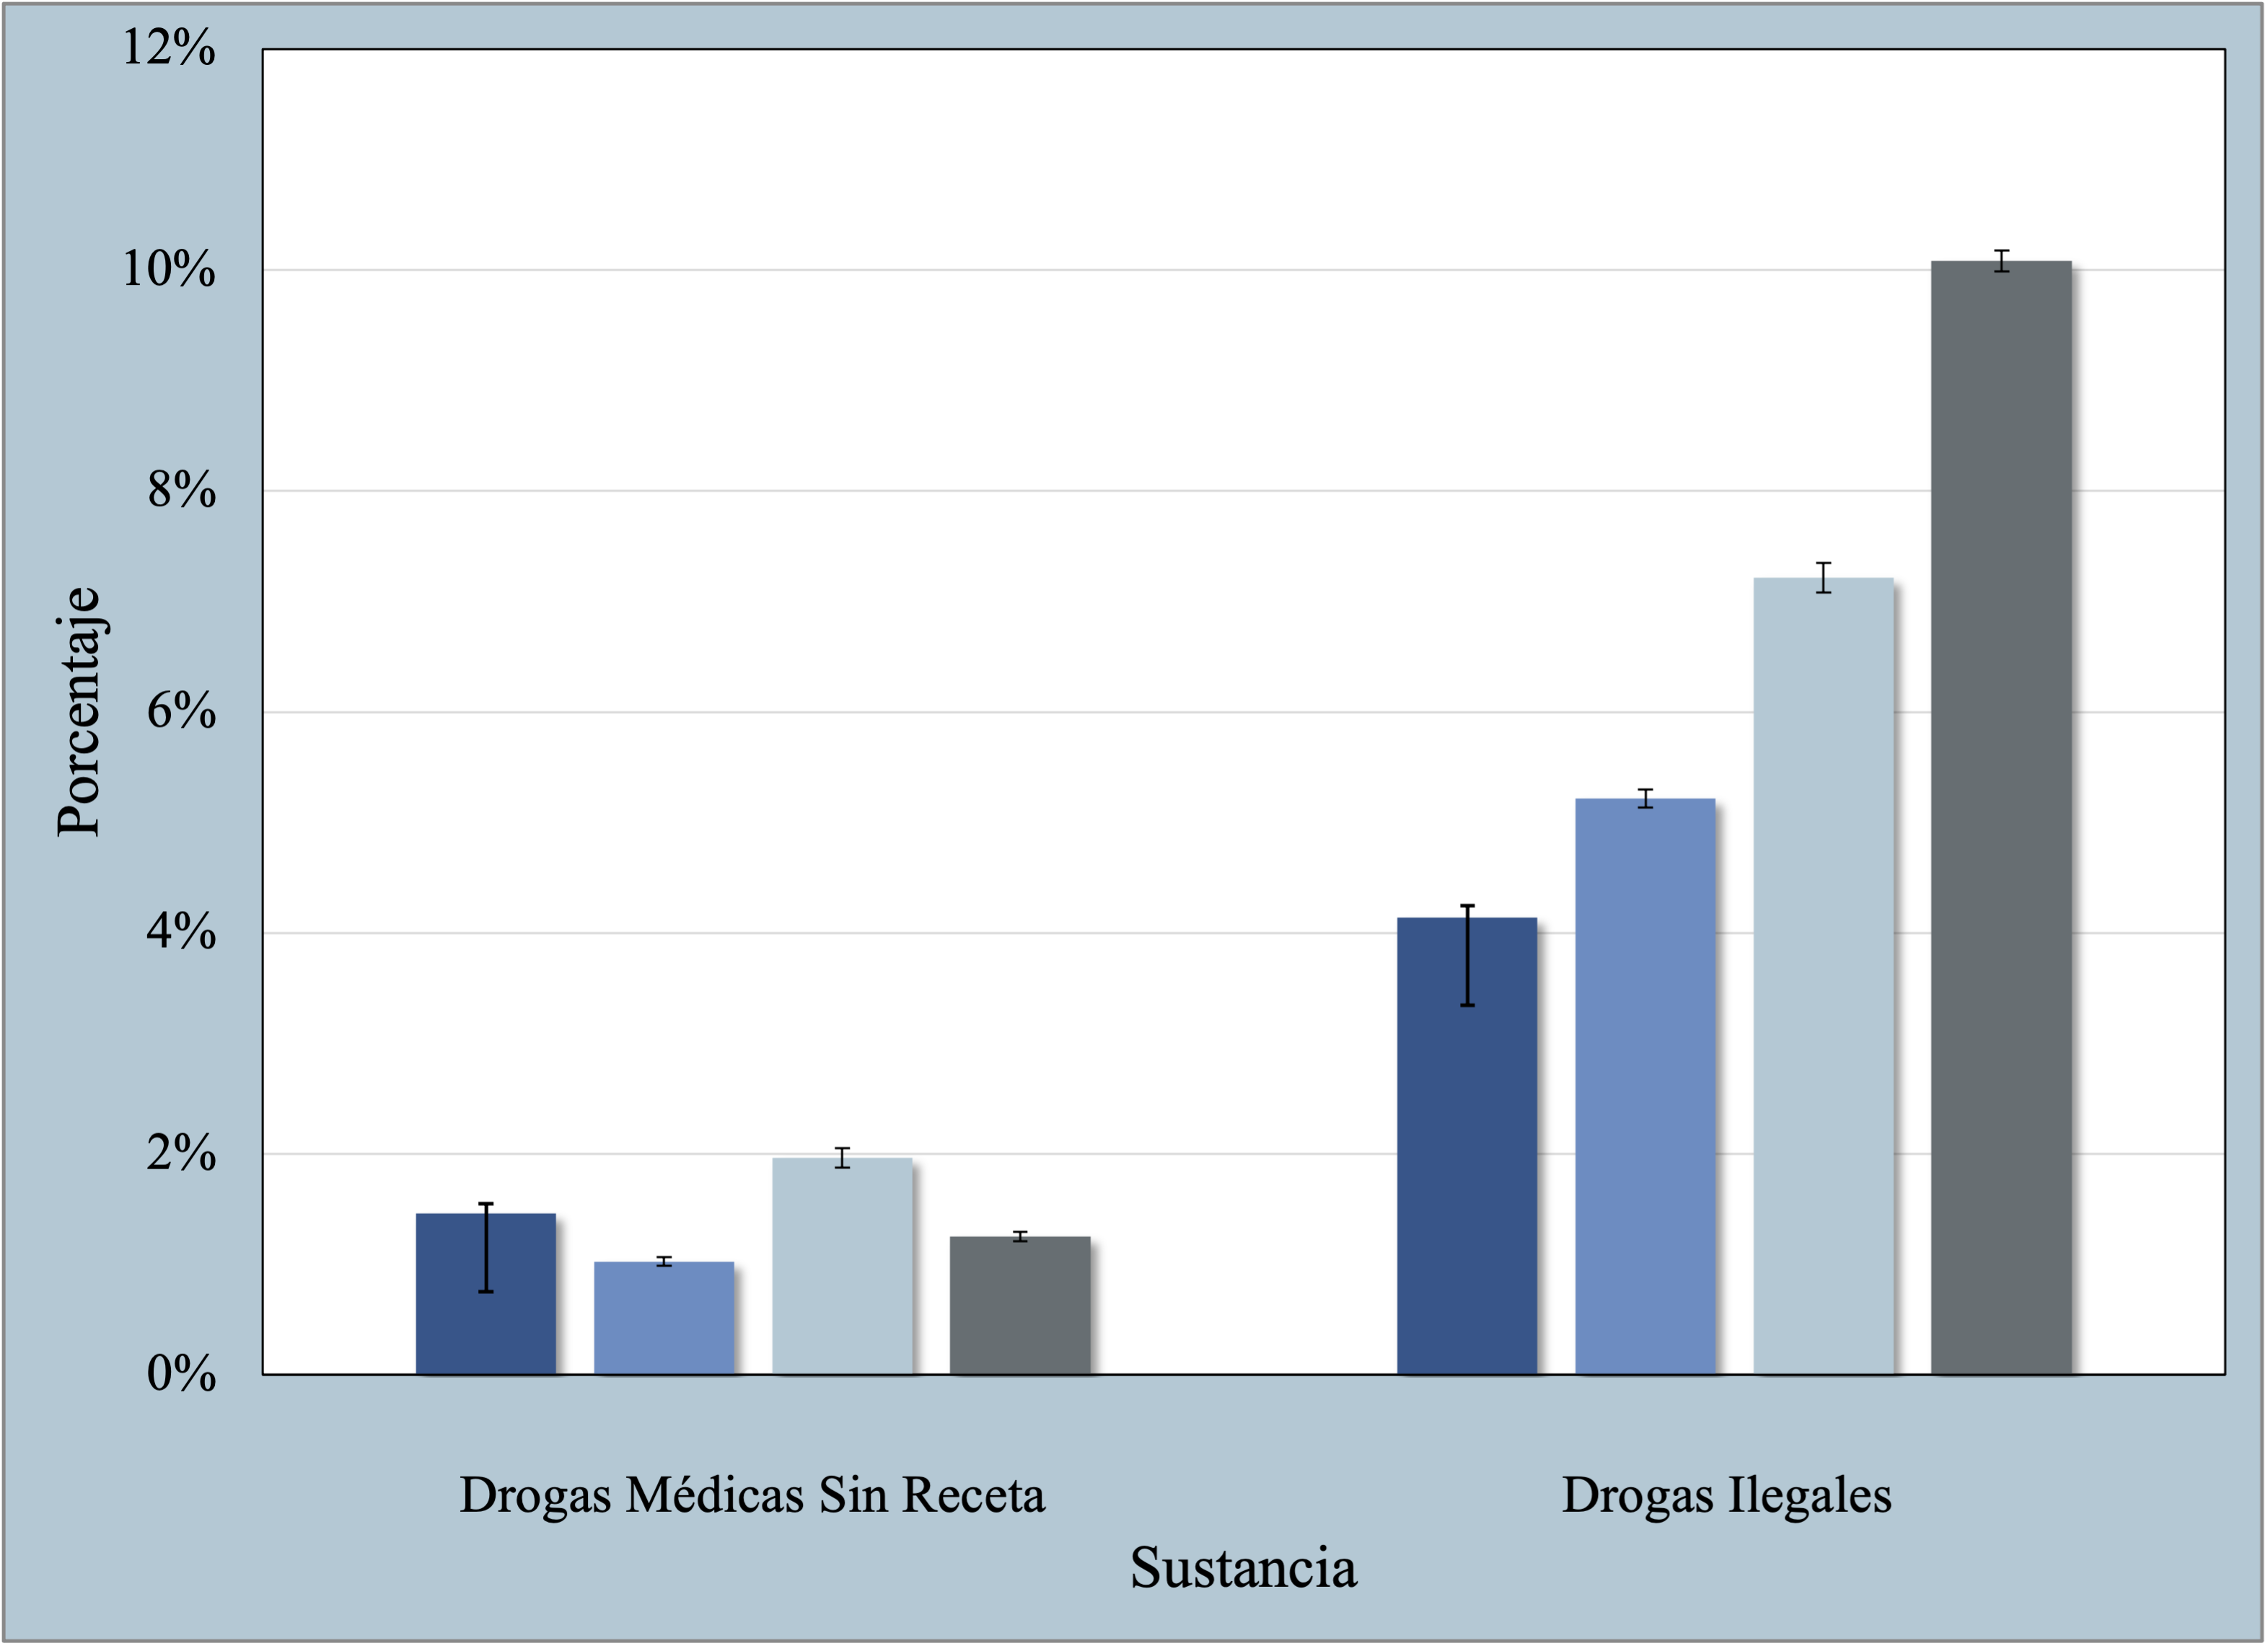 12%
10%
8%
6%
4%
2%
0%
Porcentaje
Drogas Médicas Sin Receta
Drogas Ilegales
Sustancia